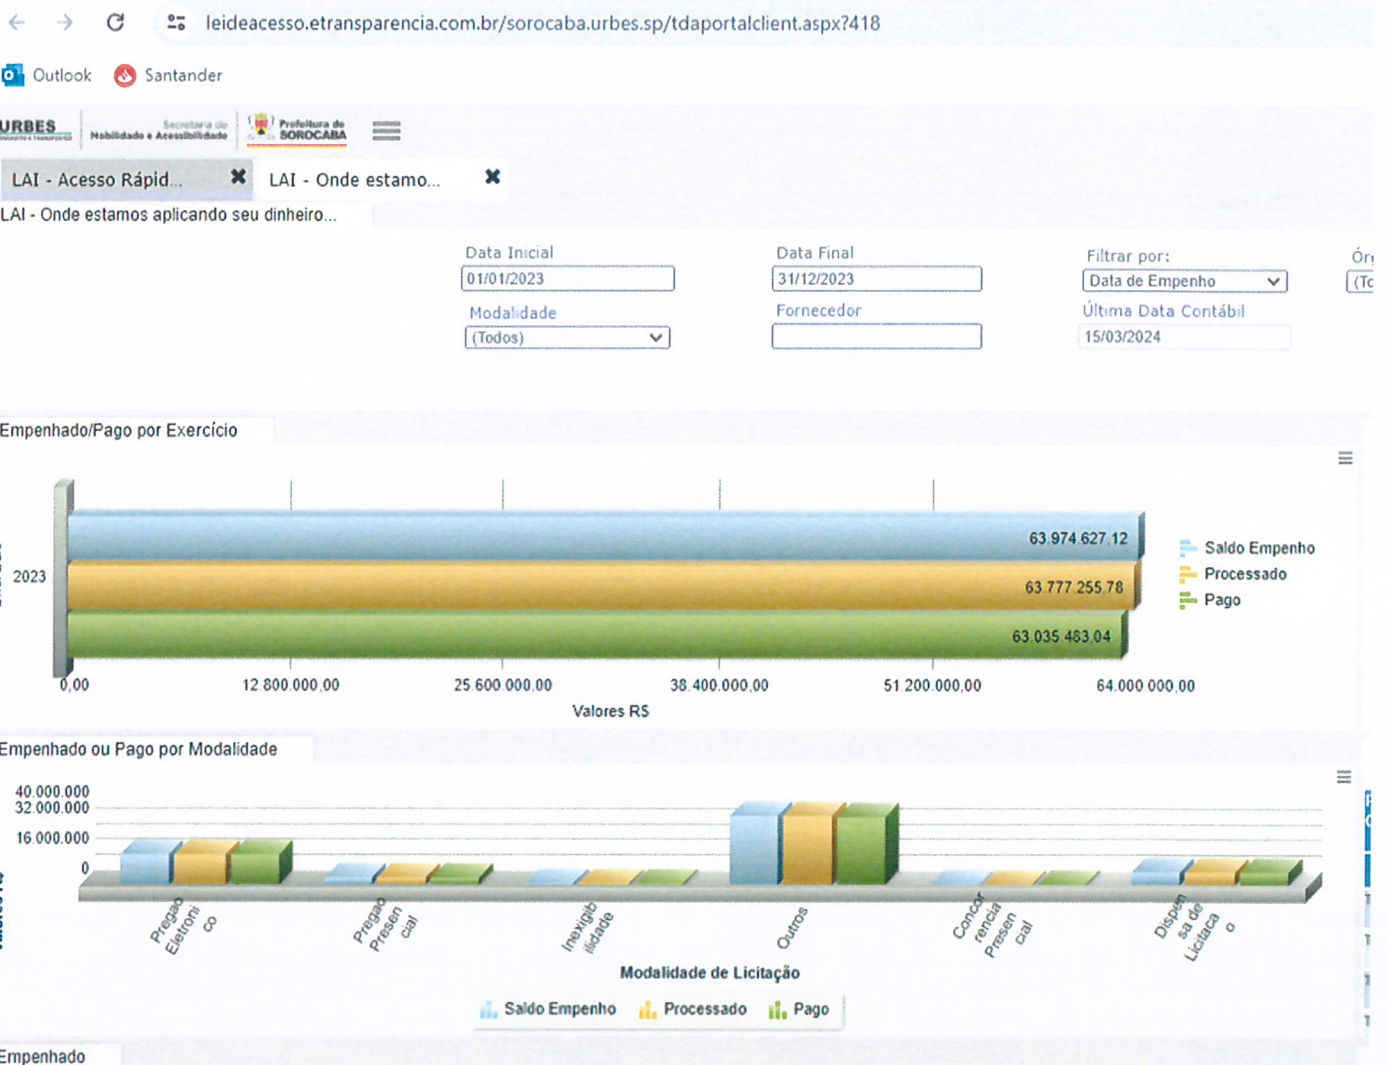 leideacesso.etransparencia.com.br/sorocaba.urbes.sp/tdaportalclient.aspx?418
Outlook Santander
URBES
Secretaria de
Mobilidade e Acessibilidade
Prefeitura de
SOROCABA
LAI - Acesso Rápid... LAI - Onde estamo...
LAI - Onde estamos aplicando seu dinheiro...
Data Inicial Data Final Filtrar por:
01/01/2023 31/12/2023 Data de Empenho
Modalidade Fornecedor Última Data Contábil
(Todos) 15/03/2024
Empenhado/Pago por Exercício
63.974.627,12
63.777.255,78
63.035.483,04
2023
Saldo Empenho
Processado
Pago
0,00 12.800.000,00 25.600.000,00 38.400.000,00 51.200.000,00 64.000.000,00
Valores R$
Empenhado ou Pago por Modalidade
40.000.000
32.000.000
16.000.000
0
Pregao
Eletroni
co
Pregao
Presen
cial
Inexigib
ilidade
Outros
Concor
rencia
Presen
cial
Dispen
sa de
Licitaca
o
Modalidade de Licitação
Saldo Empenho Processado Pago
Empenhado